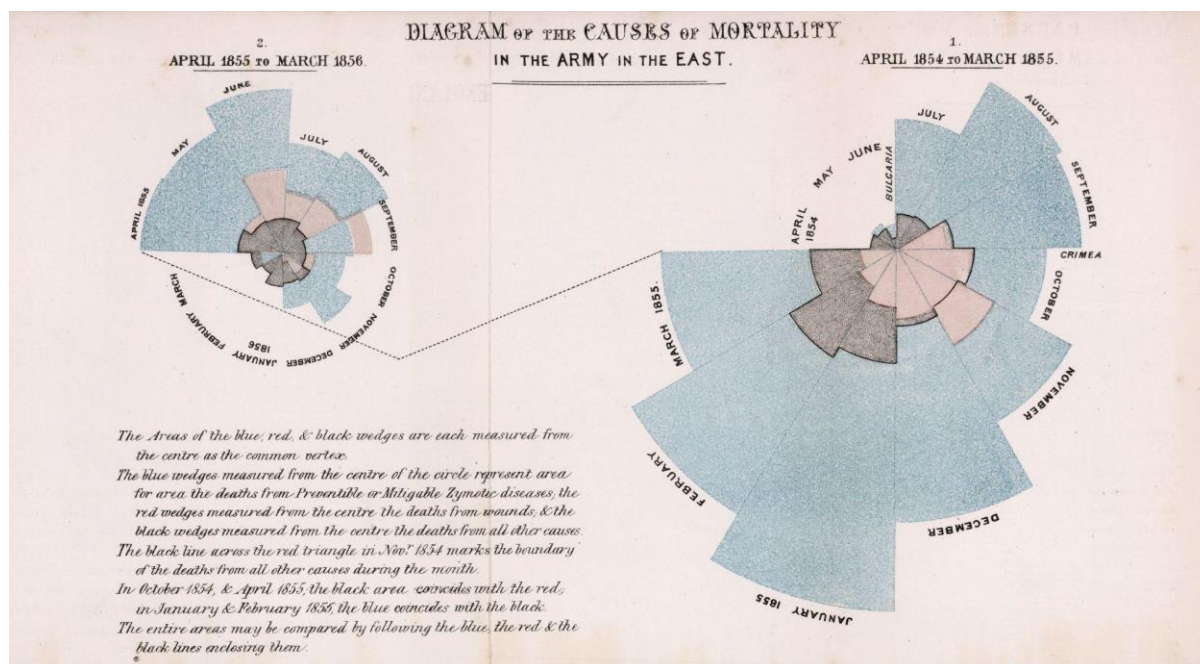 DIAGRAM OF THE CAUSES OF MORTALITY
IN THE ARMY IN THE EAST.
2.
APRIL 1855 TO MARCH 1856.
1.
APRIL 1854 TO MARCH 1855.
APRIL 1855
MAY
JUNE
JULY
AUGUST
SEPTEMBER
OCTOBER
NOVEMBER
DECEMBER
JANUARY
1856
FEBRUARY
MARCH
APRIL
1854
MAY
JUNE
BULGARIA
JULY
AUGUST
SEPTEMBER
CRIMEA
OCTOBER
NOVEMBER
DECEMBER
JANUARY 1855
FEBRUARY
MARCH 1855.
The Areas of the blue, red, & black wedges are each measured from
the centre as the common vertex.
The blue wedges measured from the centre of the circle represent area
for area the deaths from Preventible or Mitigable Zymotic diseases; the
red wedges measured from the centre the deaths from wounds; & the
black wedges measured from the centre the deaths from all other causes.
The black line across the red triangle in Novr. 1854 marks the boundary
of the deaths from all other causes during the month.
In October 1854, & April 1855, the black area coincides with the red;
in January & February 1855, the blue coincides with the black.
The entire areas may be compared by following the blue, the red & the
black lines enclosing them.